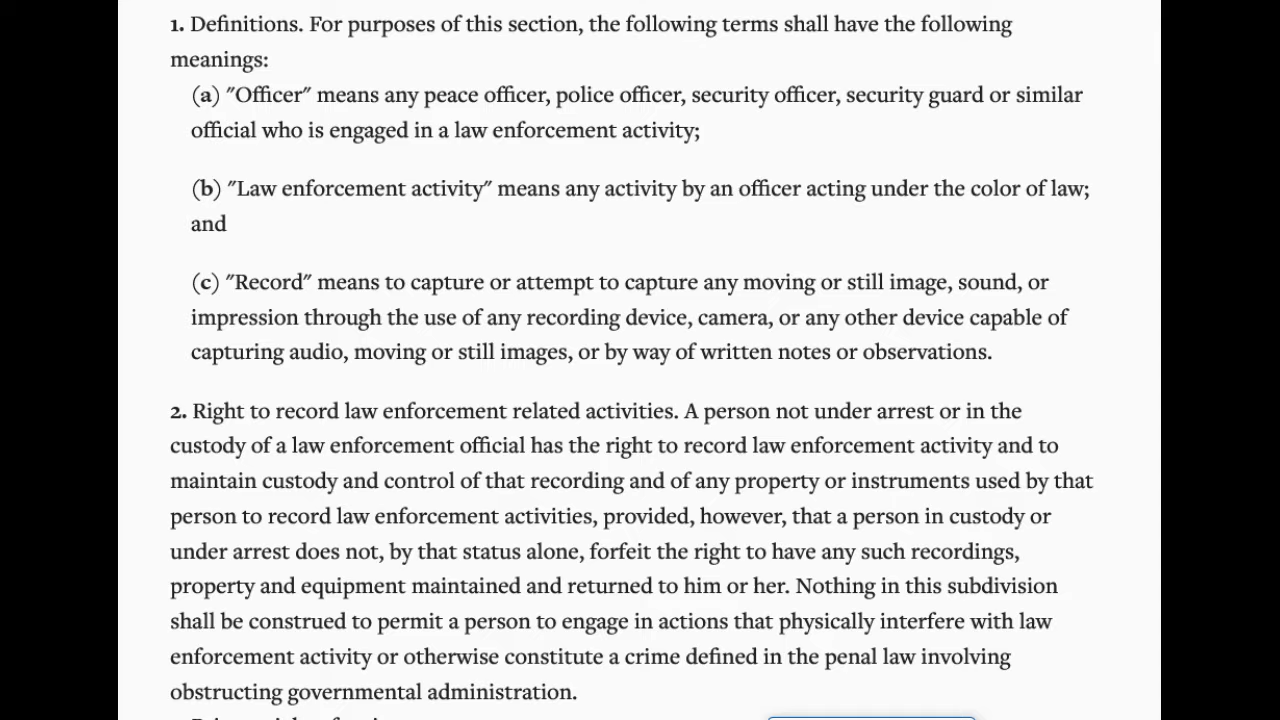 1. Definitions. For purposes of this section, the following terms shall have the following
meanings:
(a) "Officer" means any peace officer, police officer, security officer, security guard or similar
official who is engaged in a law enforcement activity;
(b) "Law enforcement activity" means any activity by an officer acting under the color of law;
and
(c) "Record" means to capture or attempt to capture any moving or still image, sound, or
impression through the use of any recording device, camera, or any other device capable of
capturing audio, moving or still images, or by way of written notes or observations.
2. Right to record law enforcement related activities. A person not under arrest or in the
custody of a law enforcement official has the right to record law enforcement activity and to
maintain custody and control of that recording and of any property or instruments used by that
person to record law enforcement activities, provided, however, that a person in custody or
under arrest does not, by that status alone, forfeit the right to have any such recordings,
property and equipment maintained and returned to him or her. Nothing in this subdivision
shall be construed to permit a person to engage in actions that physically interfere with law
enforcement activity or otherwise constitute a crime defined in the penal law involving
obstructing governmental administration.